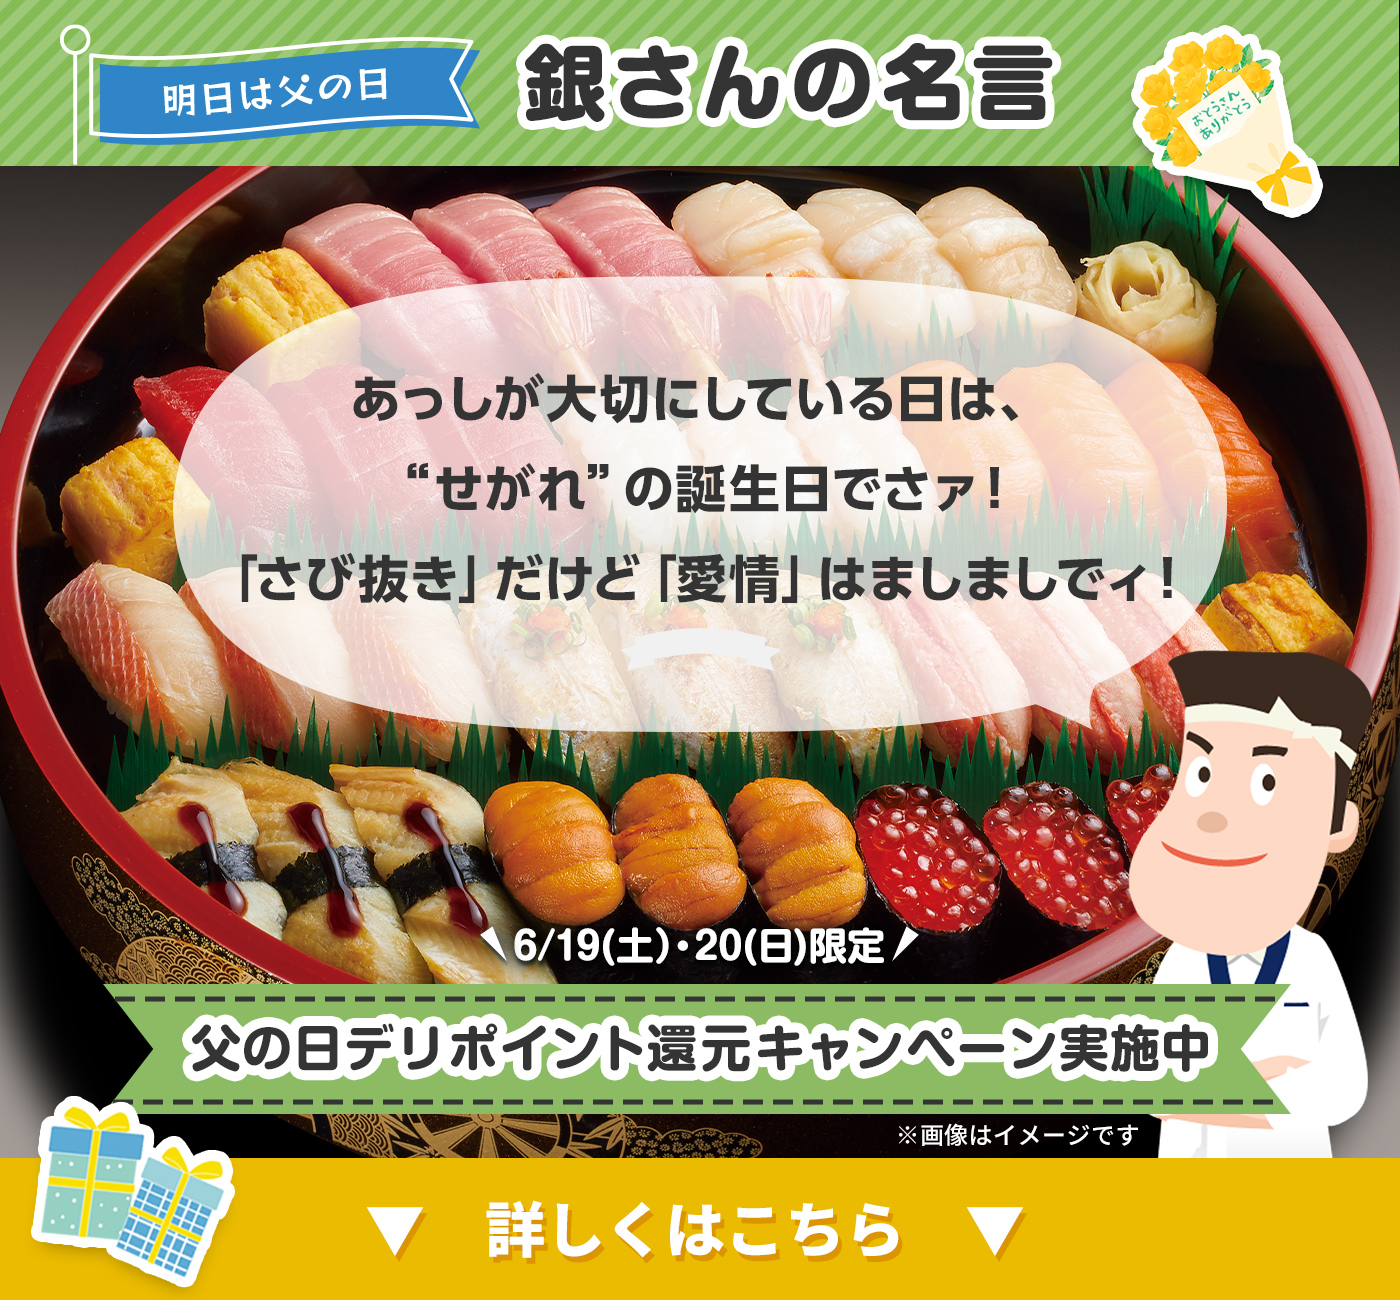 明日は父の日
銀さんの名言
おとうさん
ありがとう
あっしが大切にしている日は、
“せがれ”の誕生日でさァ！
「さび抜き」だけど「愛情」はましましでィ！
6/19(土)・20(日)限定
父の日デリポイント還元キャンペーン実施中
※画像はイメージです
▼ 詳しくはこちら ▼